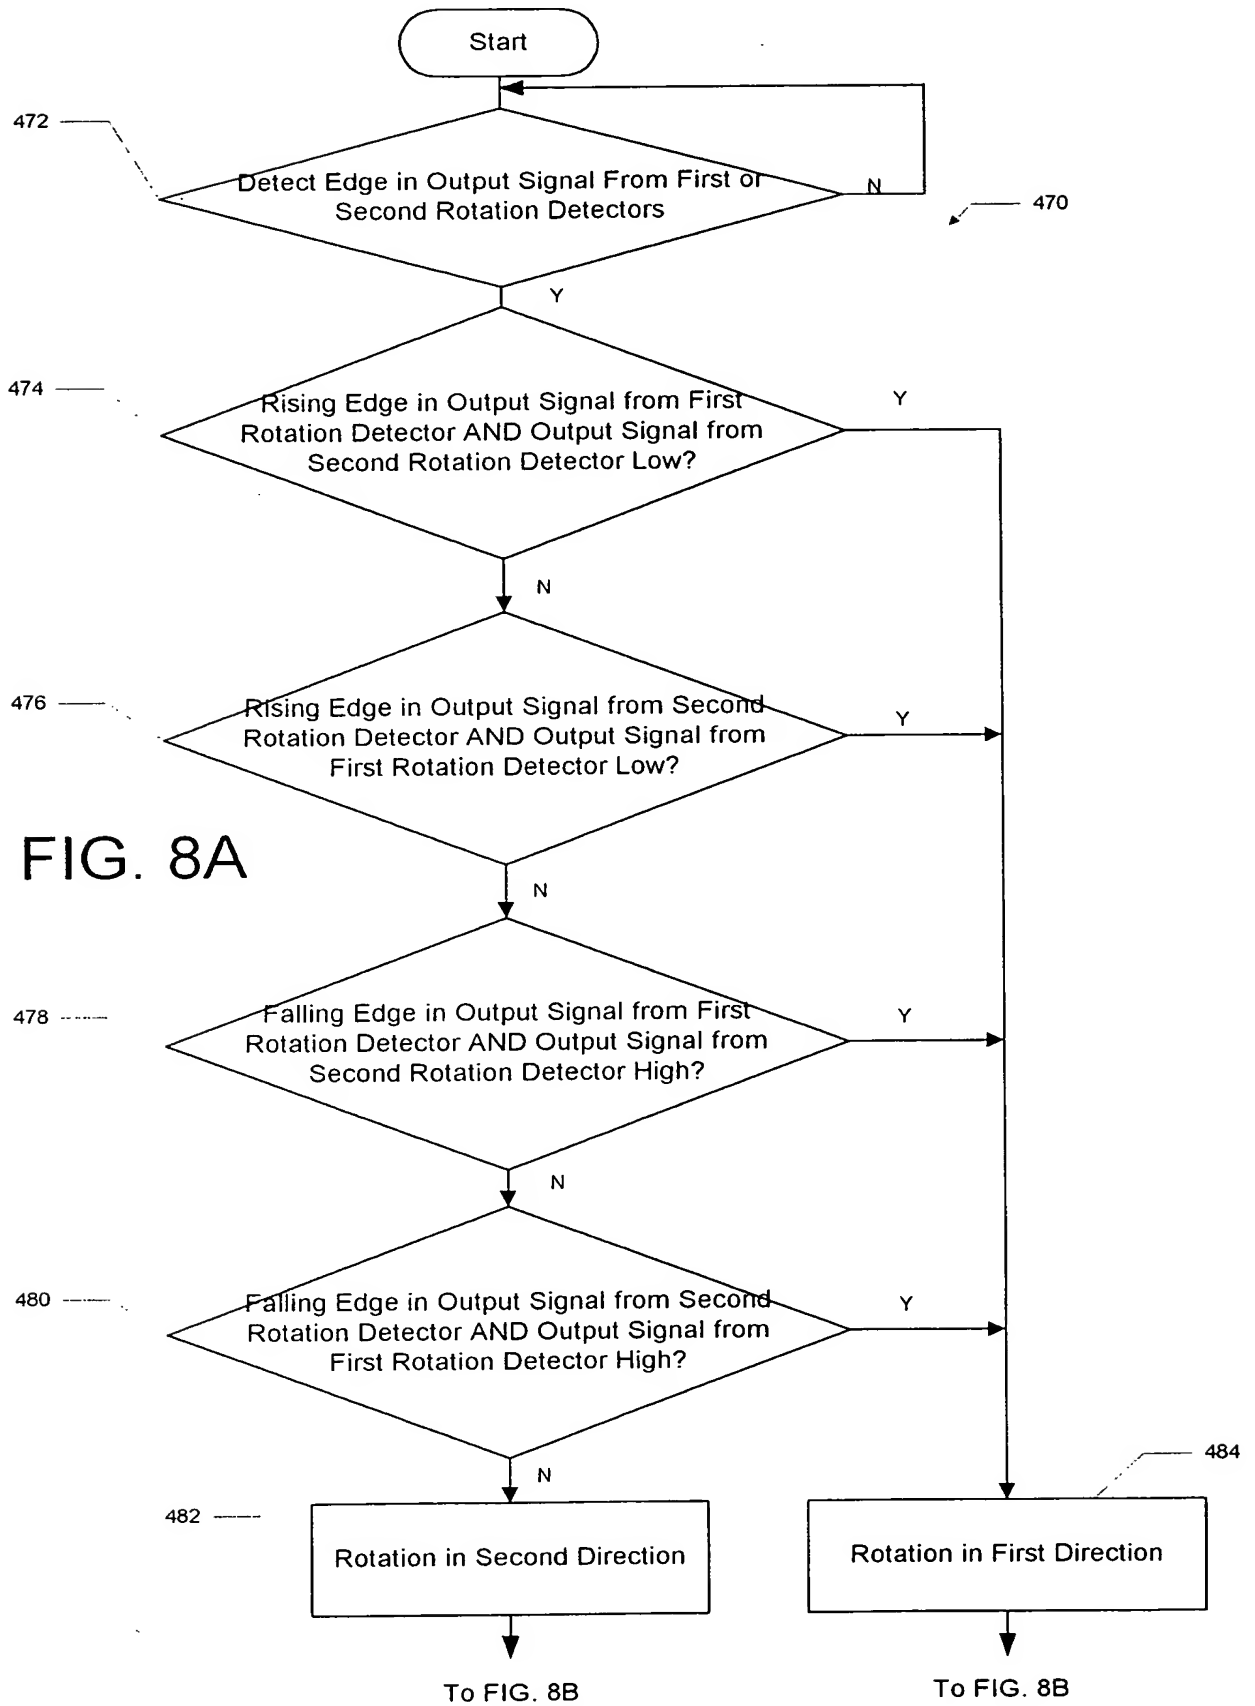 Start
472
Detect Edge in Output Signal From First or
Second Rotation Detectors
N
470
Y
474
Rising Edge in Output Signal from First
Rotation Detector AND Output Signal from
Second Rotation Detector Low?
Y
N
476
Rising Edge in Output Signal from Second
Rotation Detector AND Output Signal from
First Rotation Detector Low?
Y
FIG. 8A
N
478
Falling Edge in Output Signal from First
Rotation Detector AND Output Signal from
Second Rotation Detector High?
Y
N
480
Falling Edge in Output Signal from Second
Rotation Detector AND Output Signal from
First Rotation Detector High?
Y
N
484
482
Rotation in Second Direction
Rotation in First Direction
To FIG. 8B
To FIG. 8B